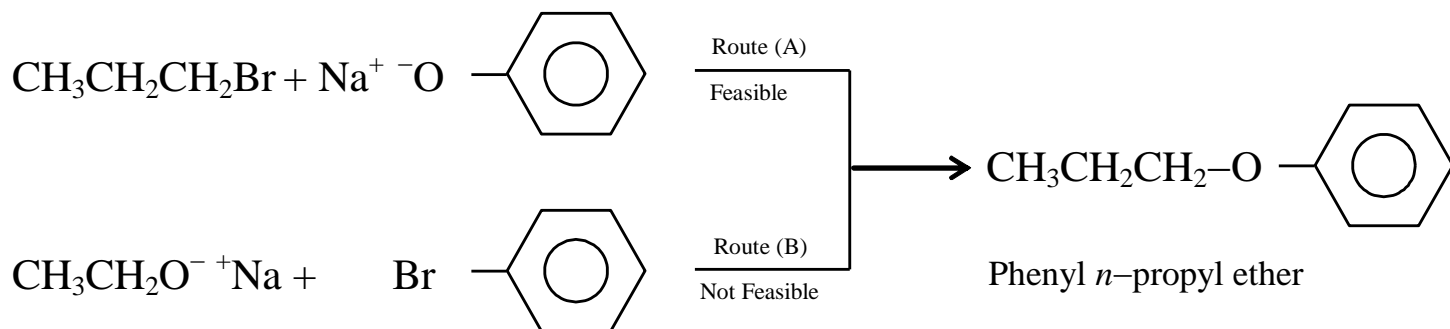 Route (A)
CH₃CH₂CH₂Br + Na⁺ ⁻O
Feasible
CH₃CH₂CH₂–O
Route (B)
CH₃CH₂O⁻ ⁺Na + Br
Not Feasible
Phenyl n–propyl ether